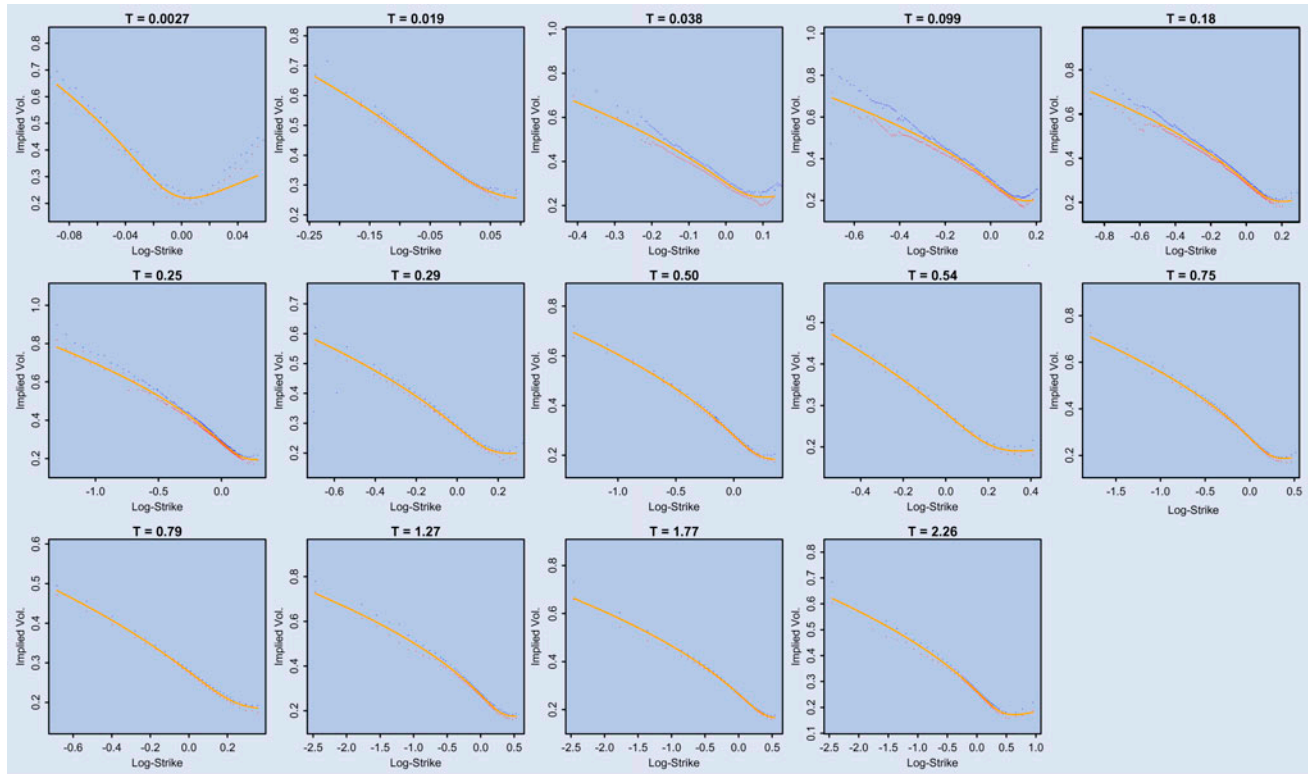 T = 0.0027
T = 0.019
T = 0.038
T = 0.099
T = 0.18
Implied Vol.
0.8
0.7
0.6
0.5
0.4
0.3
0.2
-0.08 -0.04 0.00 0.04
Log-Strike
Implied Vol.
0.8
0.7
0.6
0.5
0.4
0.3
0.2
-0.25 -0.15 -0.05 0.05
Log-Strike
Implied Vol.
1.0
0.8
0.6
0.4
0.2
-0.4 -0.3 -0.2 -0.1 0.0 0.1
Log-Strike
Implied Vol.
1.0
0.8
0.6
0.4
0.2
-0.6 -0.4 -0.2 0.0 0.2
Log-Strike
Implied Vol.
0.8
0.6
0.4
0.2
-0.8 -0.6 -0.4 -0.2 0.0 0.2
Log-Strike
T = 0.25
T = 0.29
T = 0.50
T = 0.54
T = 0.75
Implied Vol.
1.0
0.8
0.6
0.4
0.2
-1.0 -0.5 0.0
Log-Strike
Implied Vol.
0.7
0.6
0.5
0.4
0.3
0.2
-0.6 -0.4 -0.2 0.0 0.2
Log-Strike
Implied Vol.
0.8
0.6
0.4
0.2
-1.0 -0.5 0.0
Log-Strike
Implied Vol.
0.5
0.4
0.3
0.2
-0.4 -0.2 0.0 0.2 0.4
Log-Strike
Implied Vol.
0.8
0.6
0.4
0.2
-1.5 -1.0 -0.5 0.0 0.5
Log-Strike
T = 0.79
T = 1.27
T = 1.77
T = 2.26
Implied Vol.
0.6
0.5
0.4
0.3
0.2
-0.6 -0.4 -0.2 0.0 0.2
Log-Strike
Implied Vol.
0.8
0.6
0.4
0.2
-2.5 -2.0 -1.5 -1.0 -0.5 0.0 0.5
Log-Strike
Implied Vol.
0.8
0.6
0.4
0.2
-2.5 -2.0 -1.5 -1.0 -0.5 0.0 0.5
Log-Strike
Implied Vol.
0.8
0.7
0.6
0.5
0.4
0.3
0.2
0.1
-2.5 -2.0 -1.5 -1.0 -0.5 0.0 0.5 1.0
Log-Strike